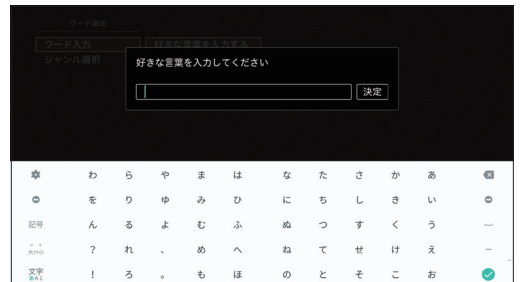 ワード追加
ワード入力
好きな言葉を入力する
ジャンル選択
好きな言葉を入力してください
決定
わ ら や ま は な た さ か あ
を り ゆ み ひ に ち し き い
記号 ん る よ む ふ ぬ つ す く う
大⇔小 ? れ 、 め へ ね て せ け え
文字 ! ろ 。 も ほ の と そ こ お
あA1